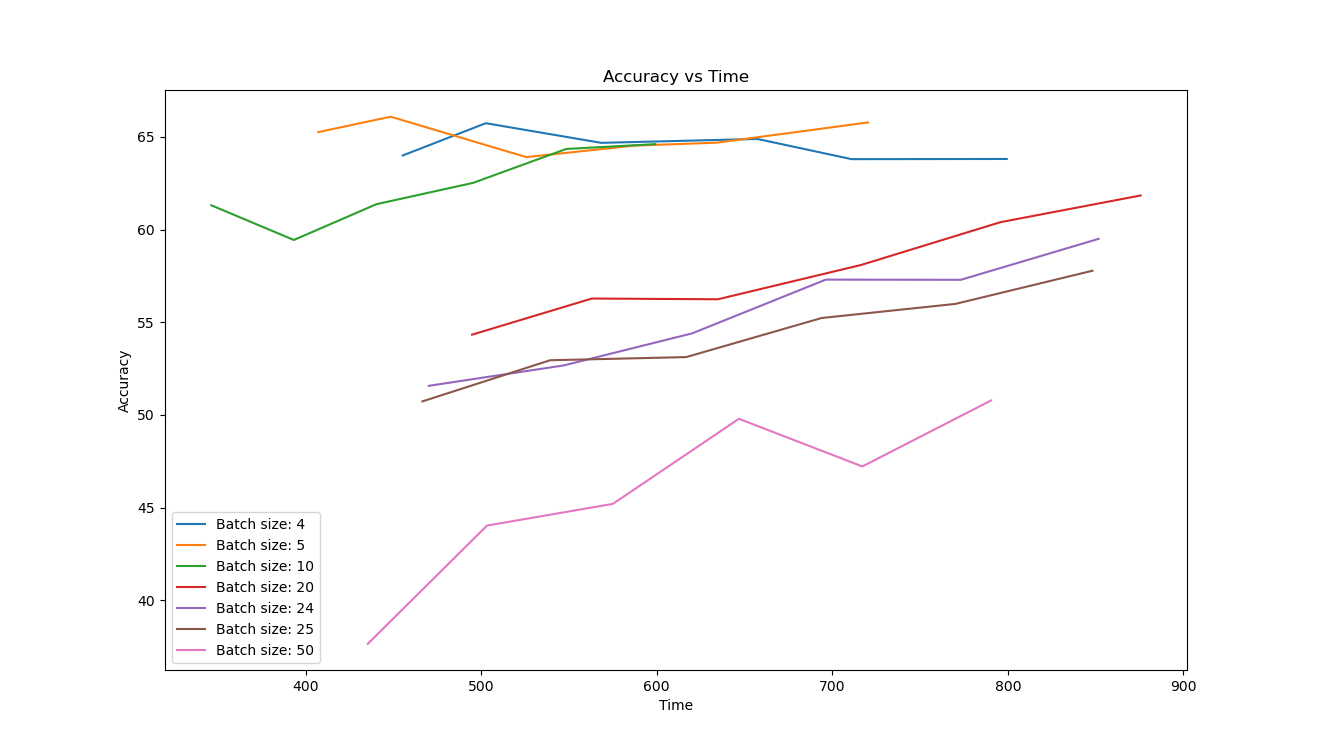 Accuracy vs Time
Accuracy
65
60
55
50
45
40
Batch size: 4
Batch size: 5
Batch size: 10
Batch size: 20
Batch size: 24
Batch size: 25
Batch size: 50
400 500 600 700 800 900
Time